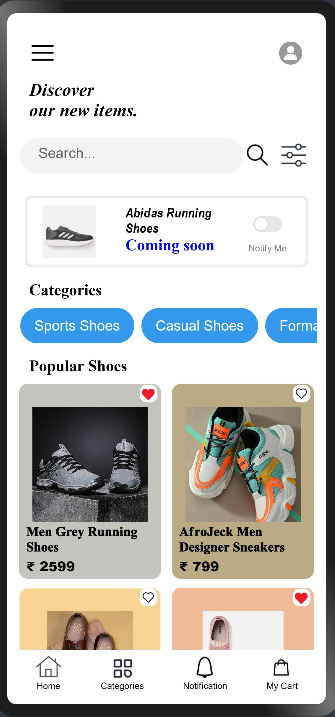 Discover
our new items.
Search...
Abidas Running
Shoes
Coming soon
Notify Me
Categories
Sports Shoes
Casual Shoes
Forma
Popular Shoes
Men Grey Running
Shoes
₹ 2599
AfroJeck Men
Designer Sneakers
₹ 799
Home
Categories
Notification
My Cart